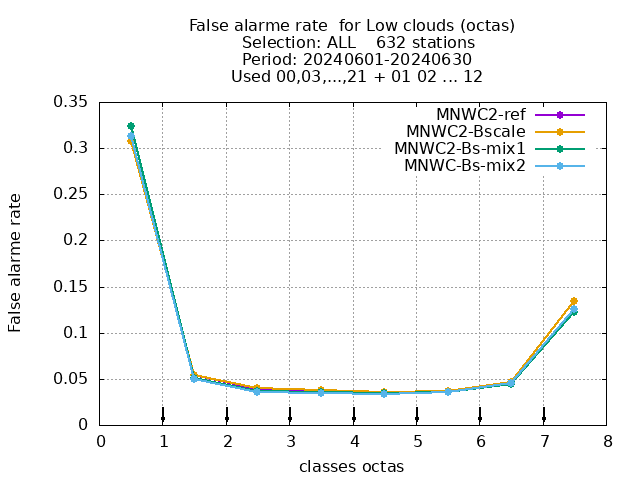 False alarme rate  for Low clouds (octas)
Selection: ALL    632 stations
Period: 20240601-20240630
Used 00,03,...,21 + 01 02 ... 12
MNWC2-ref
MNWC2-Bscale
MNWC2-Bs-mix1
MNWC-Bs-mix2
False alarme rate
0.35
0.3
0.25
0.2
0.15
0.1
0.05
0
0 1 2 3 4 5 6 7 8
classes octas